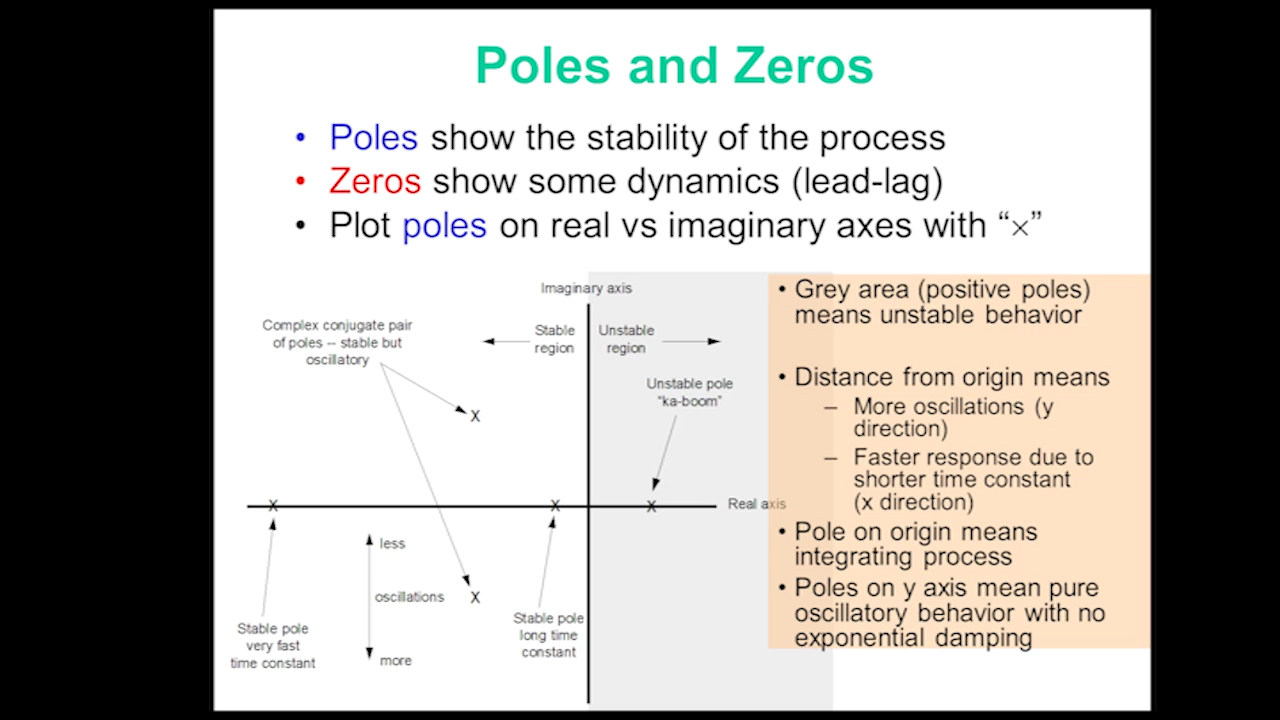 Poles and Zeros
• Poles show the stability of the process
• Zeros show some dynamics (lead-lag)
• Plot poles on real vs imaginary axes with “×”
Imaginary axis
Complex conjugate pair
of poles -- stable but
oscillatory
Stable
region
Unstable
region
Unstable pole
“ka-boom”
X
X
X
X
Real axis
less
oscillations
more
X
Stable pole
very fast
time constant
Stable pole
long time
constant
• Grey area (positive poles)
means unstable behavior
• Distance from origin means
– More oscillations (y
direction)
– Faster response due to
shorter time constant
(x direction)
• Pole on origin means
integrating process
• Poles on y axis mean pure
oscillatory behavior with no
exponential damping